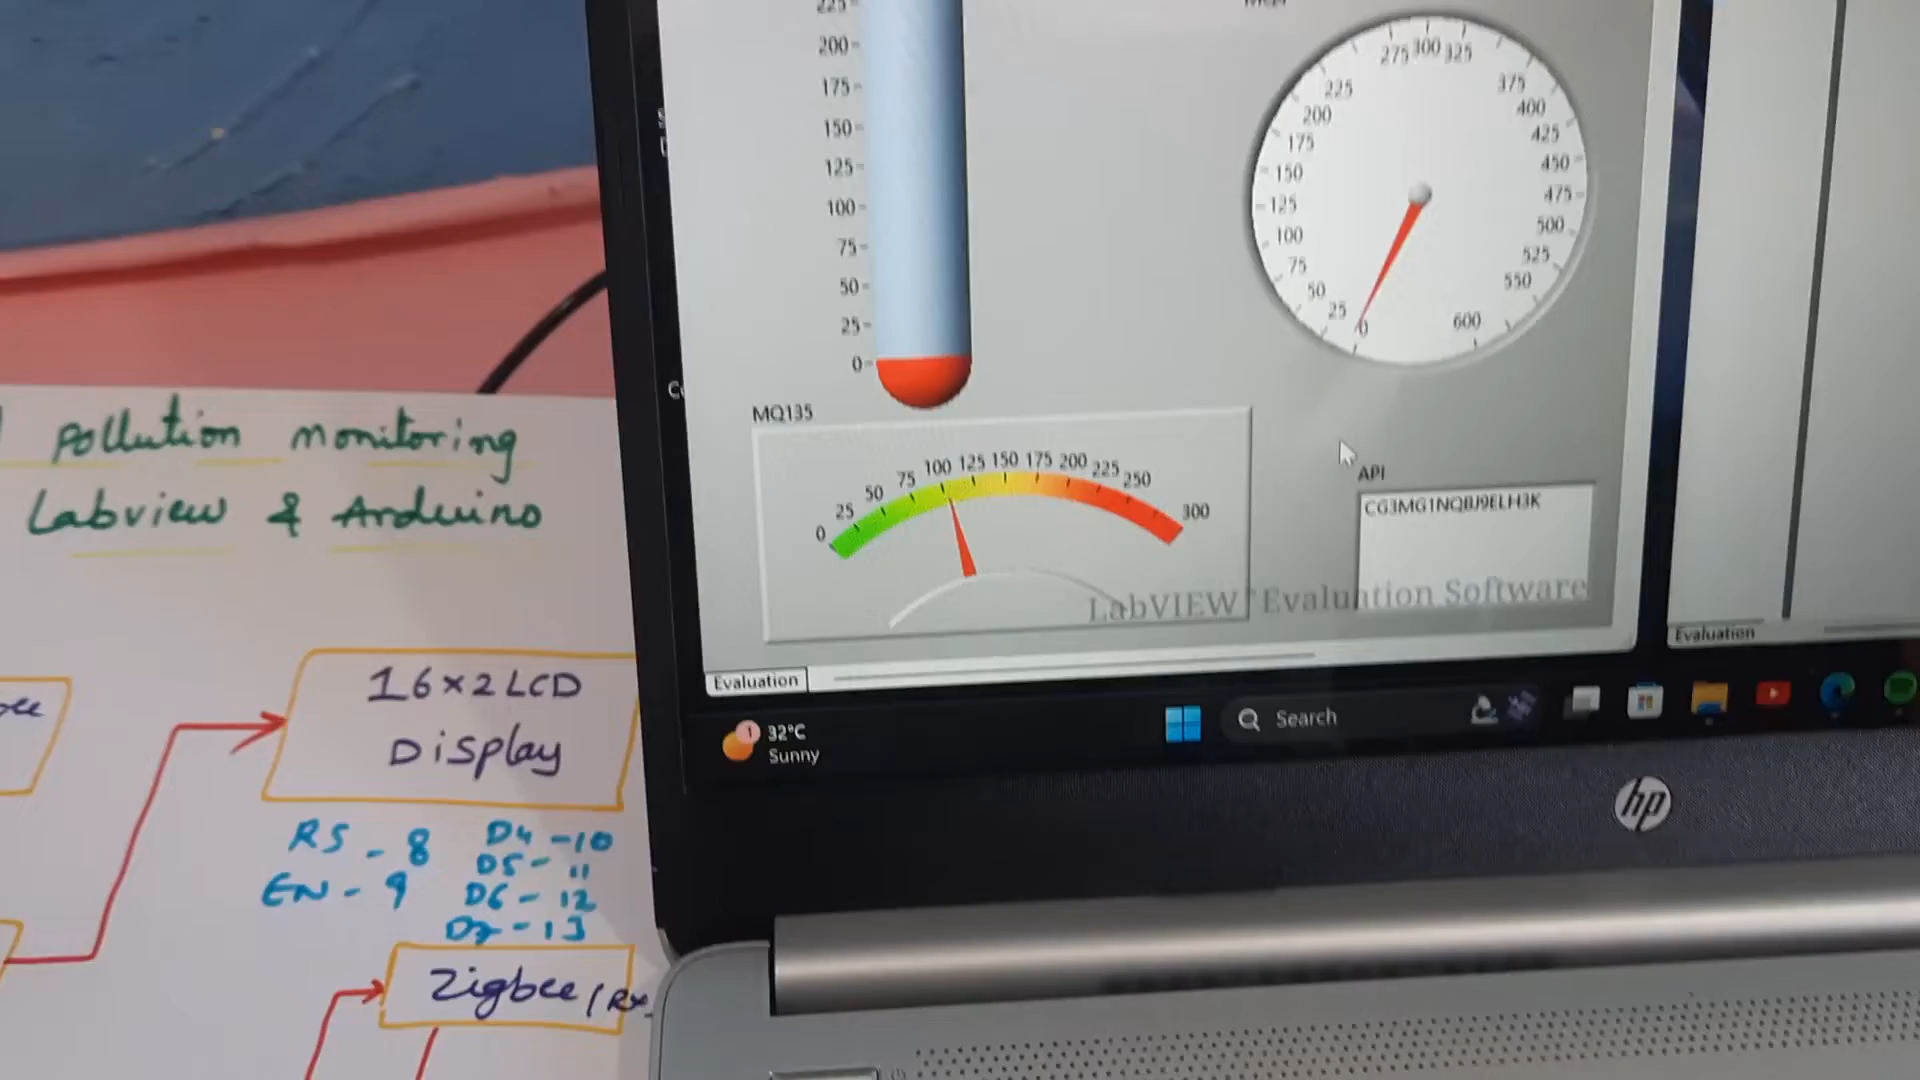 pollution monitoring
Labview & Arduino
16×2 LCD
Display
RS - 8
EN - 9
D4 - 10
D5 - 11
D6 - 12
D7 - 13
Zigbee / Rx
225
200
175
150
125
100
75
50
25
0
275 300 325
225
375
200
400
175
425
150
450
125
475
100
500
75
525
50
550
25
0
600
MQ135
0 25 50 75 100 125 150 175 200 225 250 300
API
CG3MG1NQBJ9ELH3K
LabVIEW Evaluation Software
Evaluation
Evaluation
1
32°C
Sunny
Search
hp